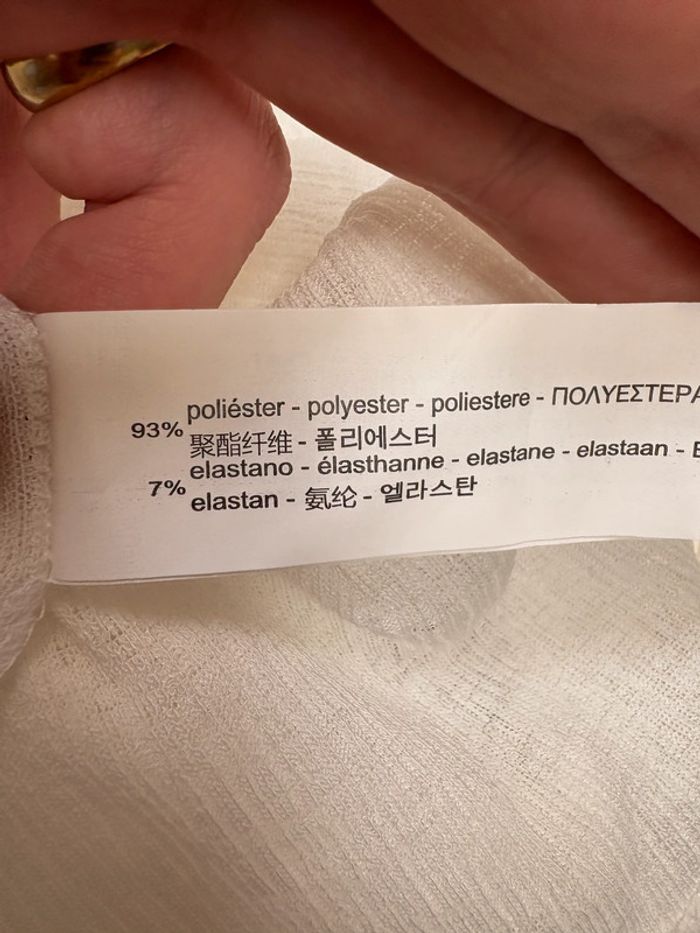 93% poliéster - polyester - poliestere - ΠΟΛΥΕΣΤΕΡΑ
聚酯纤维 - 폴리에스터
7% elastano - élasthanne - elastane - elastaan -
elastan - 氨纶 - 엘라스탄